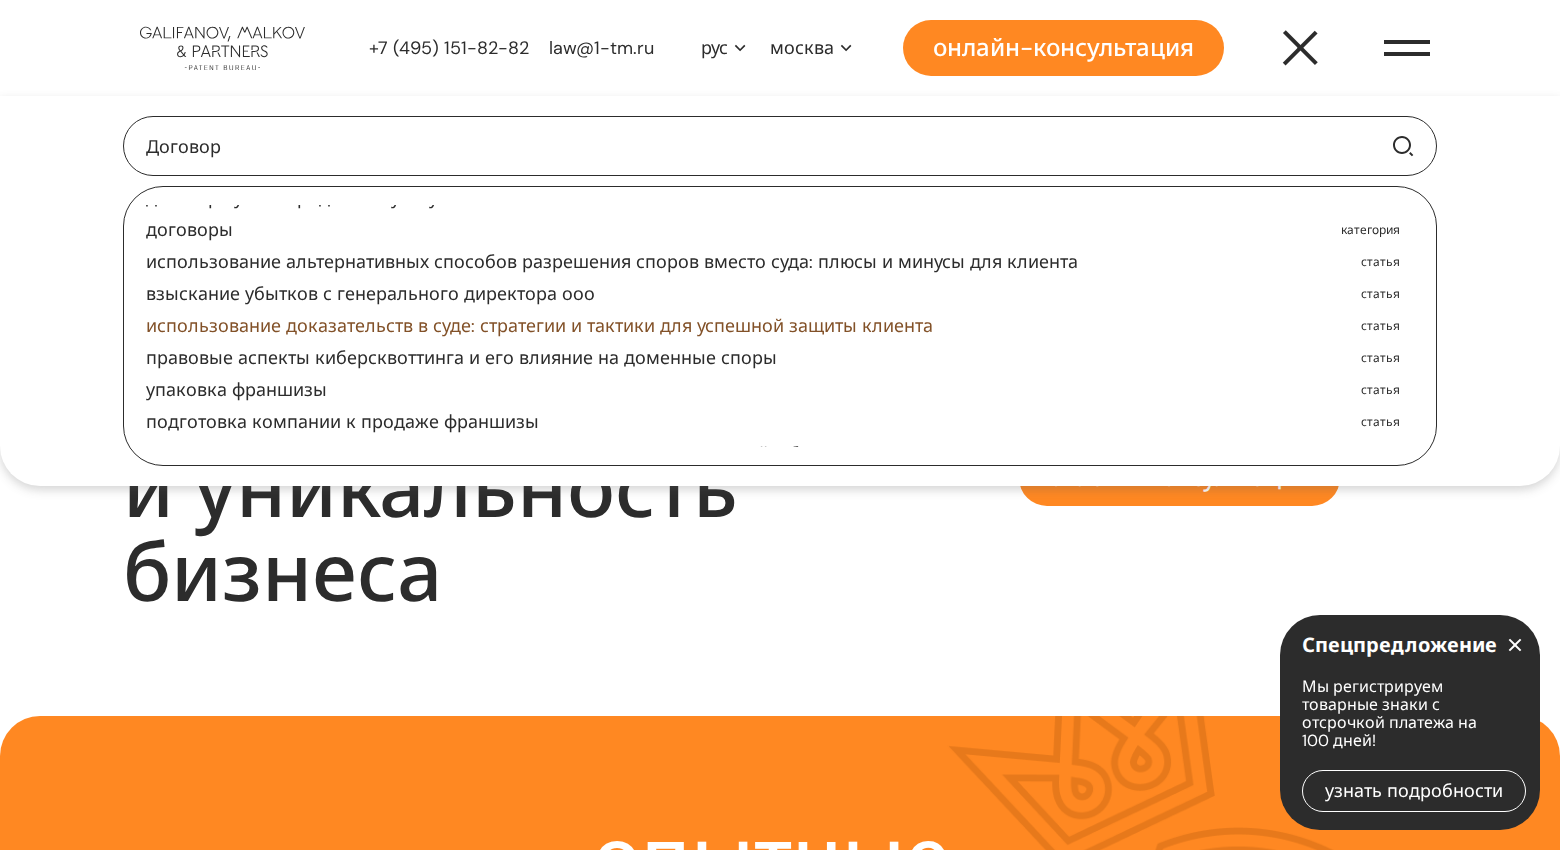 GALIFANOV, MALKOV
& PARTNERS
-PATENT BUREAU-
+7 (495) 151-82-82
law@1-tm.ru
рус
москва
онлайн-консультация
Договор
договоры
категория
использование альтернативных способов разрешения споров вместо суда: плюсы и минусы для клиента
статья
взыскание убытков с генерального директора ооо
статья
использование доказательств в суде: стратегии и тактики для успешной защиты клиента
статья
правовые аспекты киберсквоттинга и его влияние на доменные споры
статья
упаковка франшизы
статья
подготовка компании к продаже франшизы
статья
и уникальность
бизнеса
Спецпредложение
Мы регистрируем
товарные знаки с
отсрочкой платежа на
100 дней!
узнать подробности
опытные